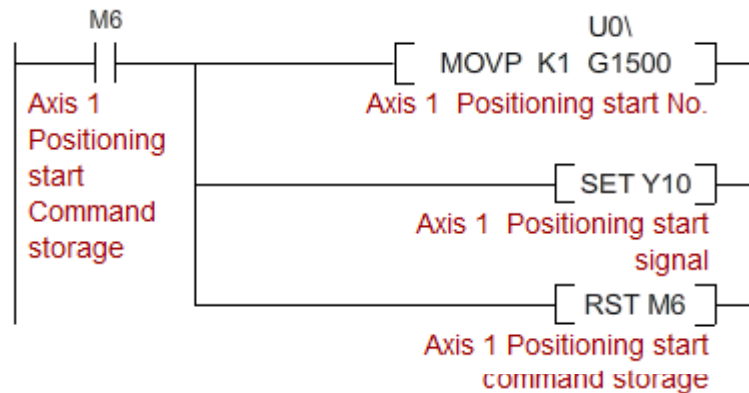 M6
U0\
MOVP K1 G1500
Axis 1 Positioning start No.
Axis 1
Positioning
start
Command
storage
SET Y10
Axis 1 Positioning start
signal
RST M6
Axis 1 Positioning start
command storage